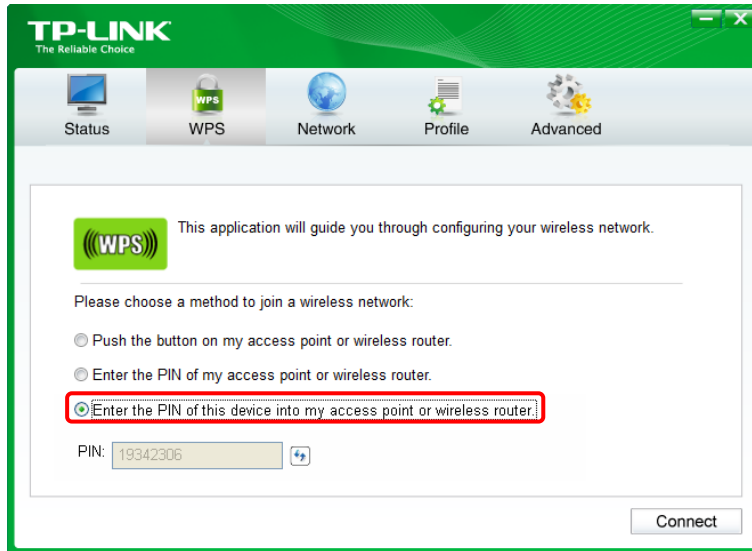 TP-LINK
The Reliable Choice
Status WPS Network Profile Advanced
WPS
((WPS)) This application will guide you through configuring your wireless network.
Please choose a method to join a wireless network:
Push the button on my access point or wireless router.
Enter the PIN of my access point or wireless router.
Enter the PIN of this device into my access point or wireless router.
PIN: 19342306
Connect